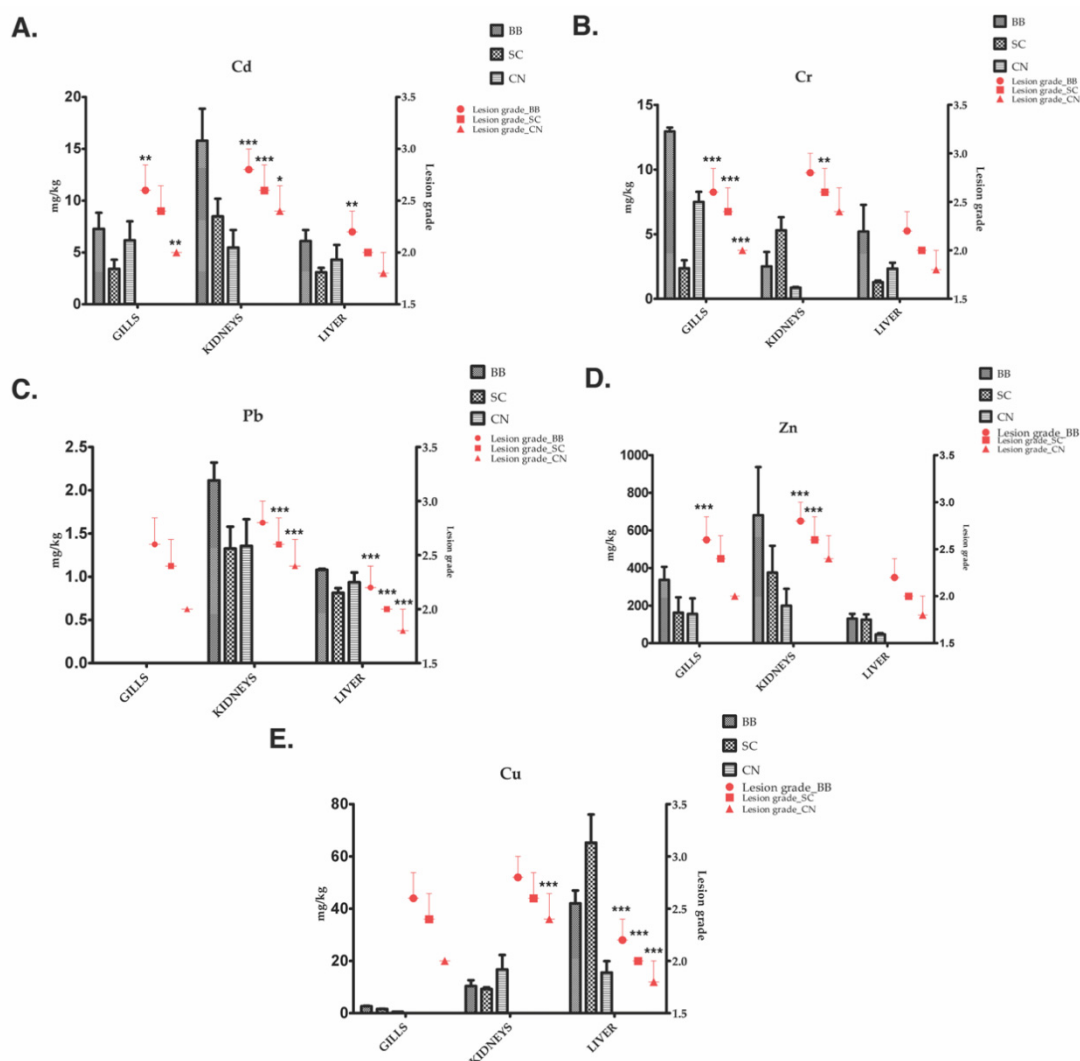 A.
Cd
BB
SC
CN
Lesion grade_BB
Lesion grade_SC
Lesion grade_CN
mg/kg
20
15
10
5
0
3.5
3.0
2.5
2.0
1.5
Lesion grade
**
**
***
***
*
**
GILLS
KIDNEYS
LIVER
B.
Cr
BB
SC
CN
Lesion grade_BB
Lesion grade_SC
Lesion grade_CN
mg/kg
15
10
5
0
3.5
3.0
2.5
2.0
1.5
Lesion grade
***
***
***
**
GILLS
KIDNEYS
LIVER
C.
Pb
BB
SC
CN
Lesion grade_BB
Lesion grade_SC
Lesion grade_CN
mg/kg
2.5
2.0
1.5
1.0
0.5
0.0
3.5
3.0
2.5
2.0
1.5
Lesion grade
***
***
***
***
***
GILLS
KIDNEYS
LIVER
D.
Zn
BB
SC
CN
Lesion grade_BB
Lesion grade_SC
Lesion grade_CN
mg/kg
1000
800
600
400
200
0
3.5
3.0
2.5
2.0
1.5
Lesion grade
***
***
***
GILLS
KIDNEYS
LIVER
E.
Cu
BB
SC
CN
Lesion grade_BB
Lesion grade_SC
Lesion grade_CN
mg/kg
80
60
40
20
0
3.5
3.0
2.5
2.0
1.5
Lesion grade
***
***
***
***
GILLS
KIDNEYS
LIVER